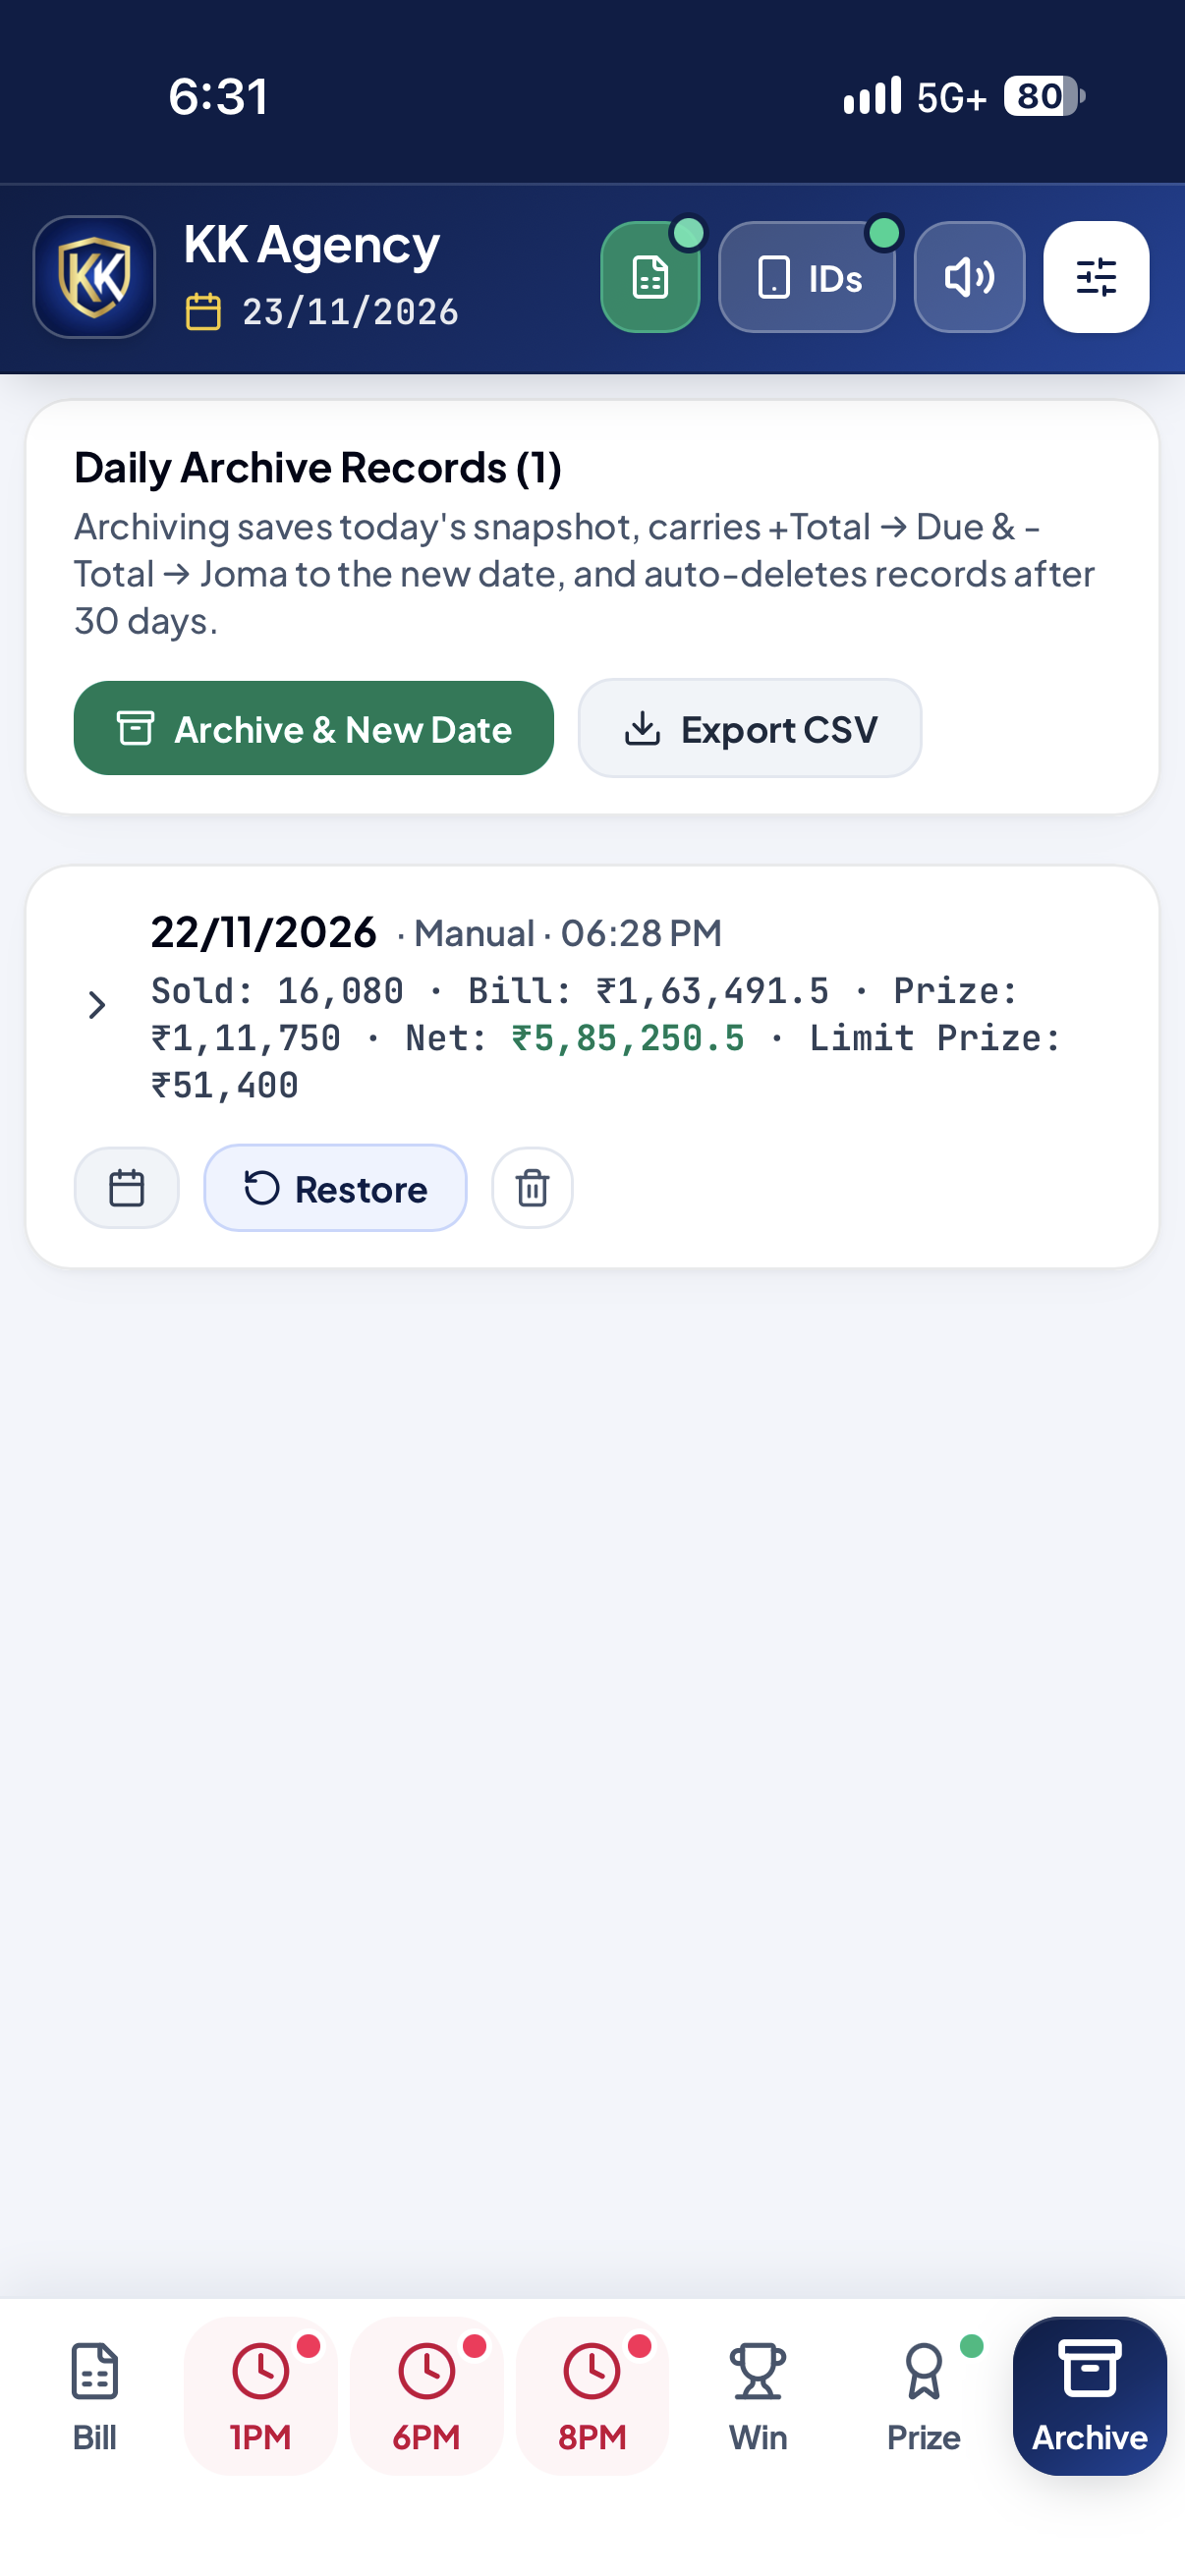 6:31
5G+
80
KK
KK Agency
23/11/2026
IDs
Daily Archive Records (1)
Archiving saves today's snapshot, carries +Total → Due & -
Total → Joma to the new date, and auto-deletes records after
30 days.
Archive & New Date
Export CSV
22/11/2026 · Manual · 06:28 PM
Sold: 16,080 · Bill: ₹1,63,491.5 · Prize:
₹1,11,750 · Net: ₹5,85,250.5 · Limit Prize:
₹51,400
Restore
Bill
1PM
6PM
8PM
Win
Prize
Archive